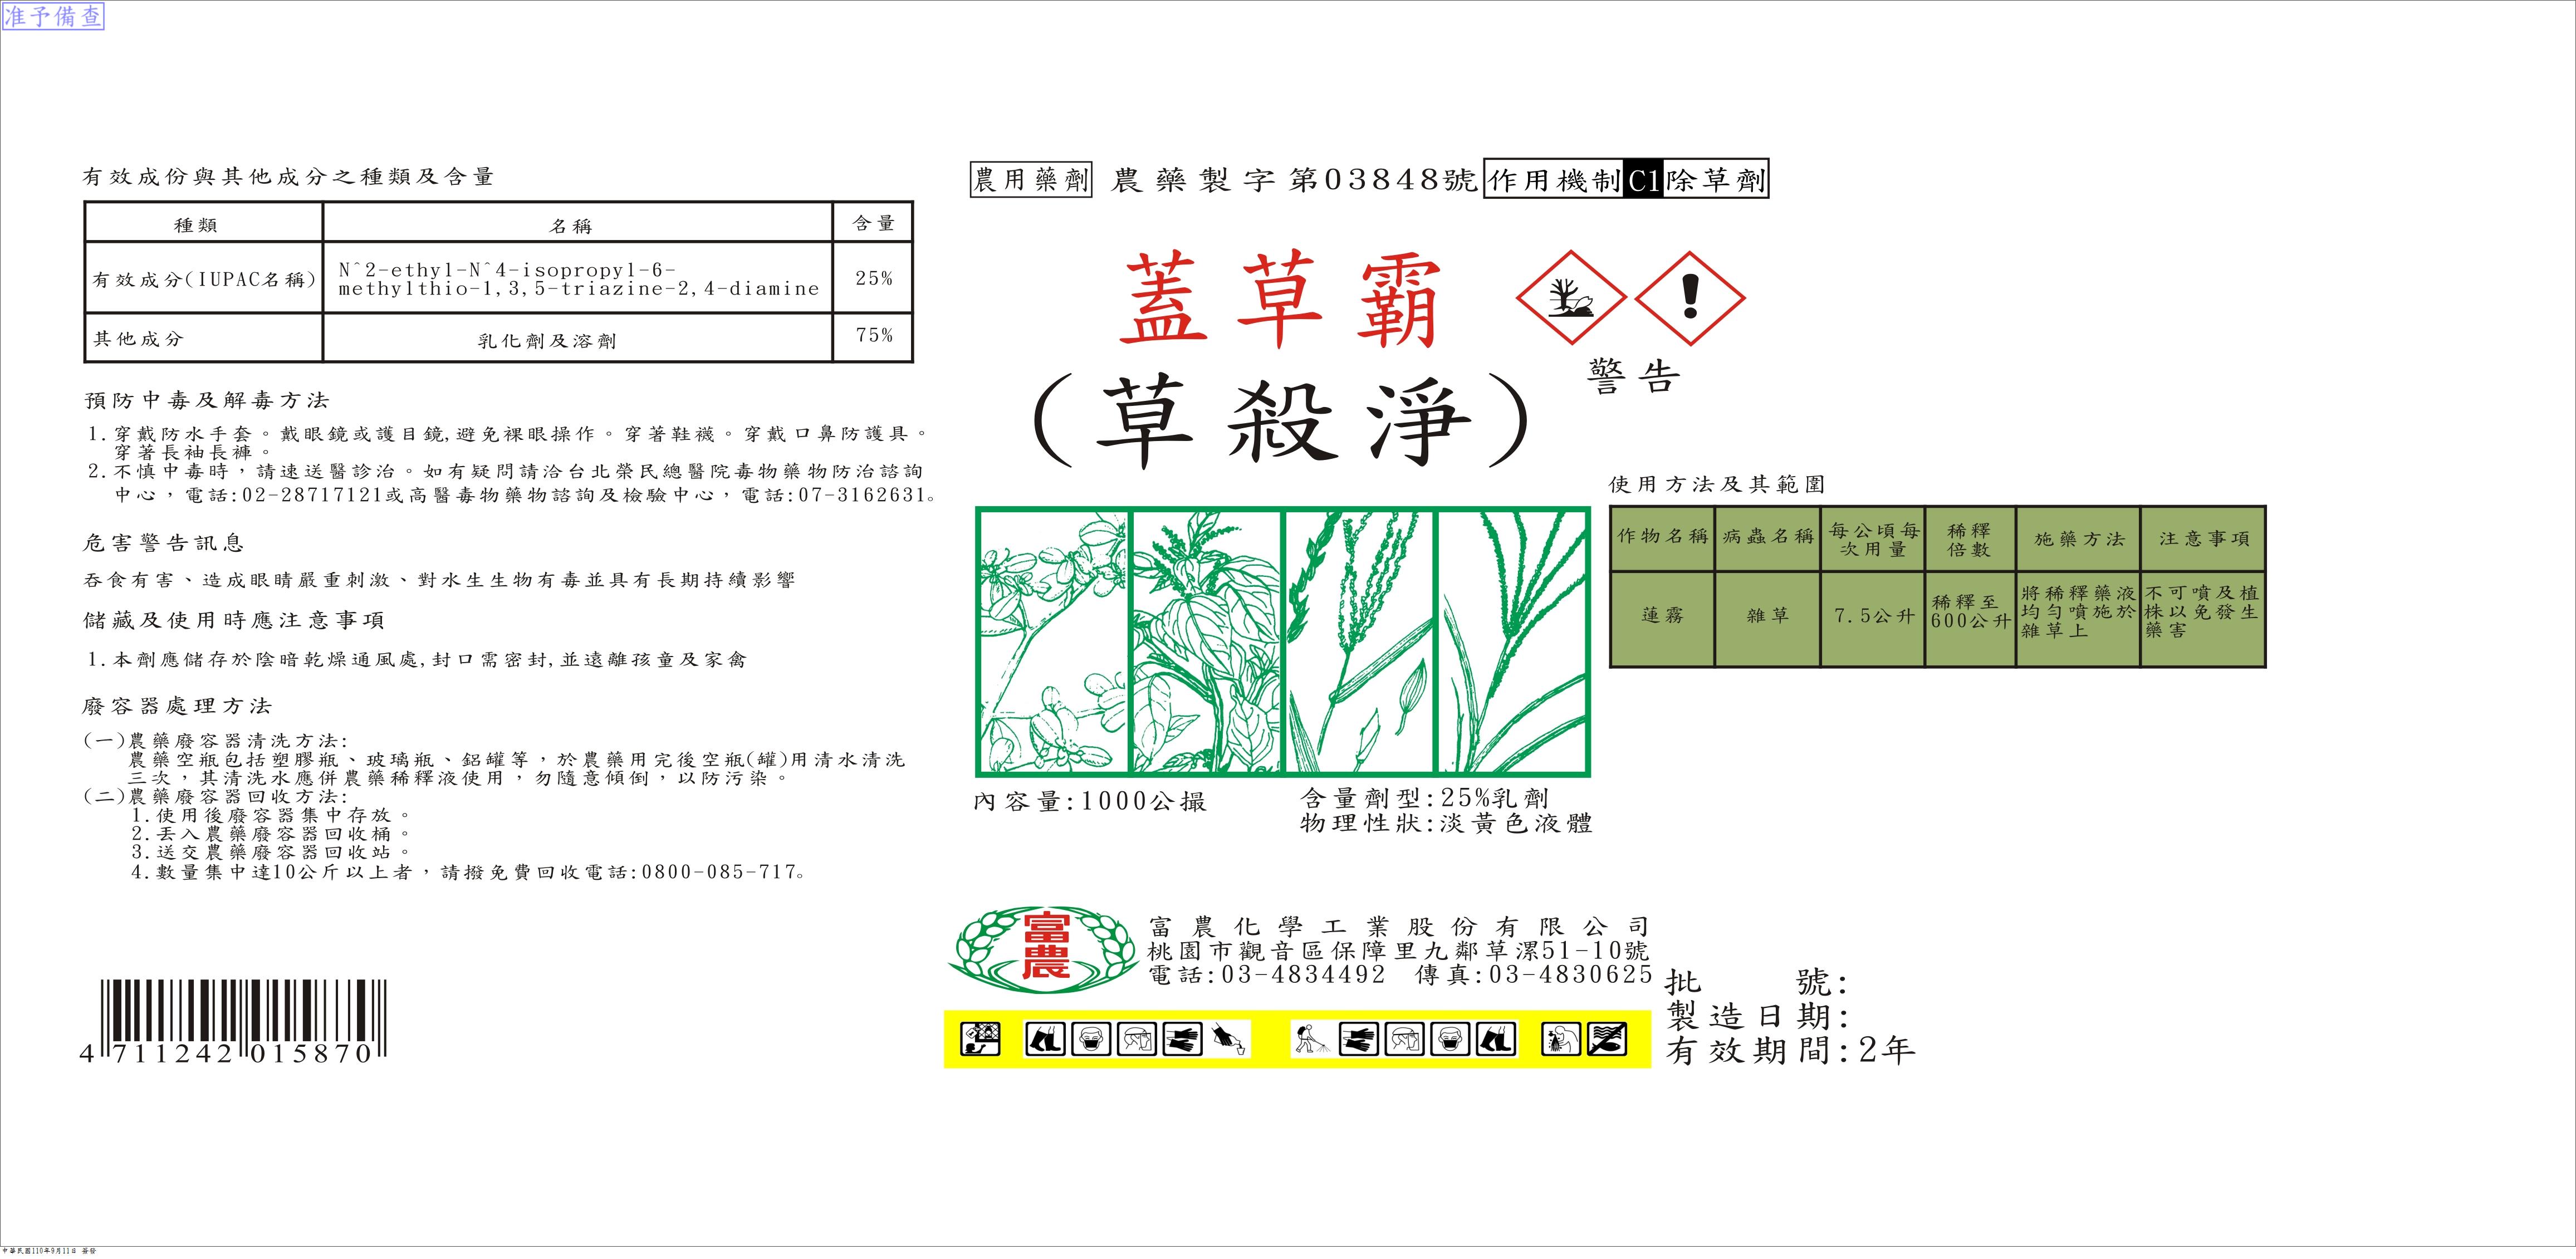 准予備查
有效成份與其他成分之種類及含量
種類 名稱 含量
有效成分(IUPAC名稱) N^2-ethyl-N^4-isopropyl-6-
methylthio-1,3,5-triazine-2,4-diamine 25%
其他成分 乳化劑及溶劑 75%
預防中毒及解毒方法
1.穿戴防水手套。戴眼鏡或護目鏡,避免裸眼操作。穿著鞋襪。穿戴口鼻防護具。
穿著長袖長褲。
2.不慎中毒時，請速送醫診治。如有疑問請洽台北榮民總醫院毒物藥物防治諮詢
中心，電話:02-28717121或高醫毒物藥物諮詢及檢驗中心，電話:07-3162631。
危害警告訊息
吞食有害、造成眼睛嚴重刺激、對水生生物有毒並具有長期持續影響
儲藏及使用時應注意事項
1.本劑應儲存於陰暗乾燥通風處,封口需密封,並遠離孩童及家禽
廢容器處理方法
(一)農藥廢容器清洗方法:
農藥空瓶包括塑膠瓶、玻璃瓶、鋁罐等，於農藥用完後空瓶(罐)用清水清洗
三次，其清洗水應併農藥稀釋液使用，勿隨意傾倒，以防污染。
(二)農藥廢容器回收方法:
1.使用後廢容器集中存放。
2.丟入農藥廢容器回收桶。
3.送交農藥廢容器回收站。
4.數量集中達10公斤以上者，請撥免費回收電話:0800-085-717。
4 711242 015870
農用藥劑 農藥製字第03848號 作用機制 C1 除草劑
蓋草霸
(草殺淨)
警告
內容量:1000公撮
含量劑型:25%乳劑
物理性狀:淡黃色液體
富農
富農化學工業股份有限公司
桃園市觀音區保障里九鄰草漯51-10號
電話:03-4834492 傳真:03-4830625
使用方法及其範圍
作物名稱 病蟲名稱 每公頃每次用量 稀釋倍數 施藥方法 注意事項
蓮霧 雜草 7.5公升 稀釋至600公升 將稀釋藥液均勻噴施於雜草上 不可噴及植株以免發生藥害
批號:
製造日期:
有效期間:2年
中華民國110年9月11日 簽發